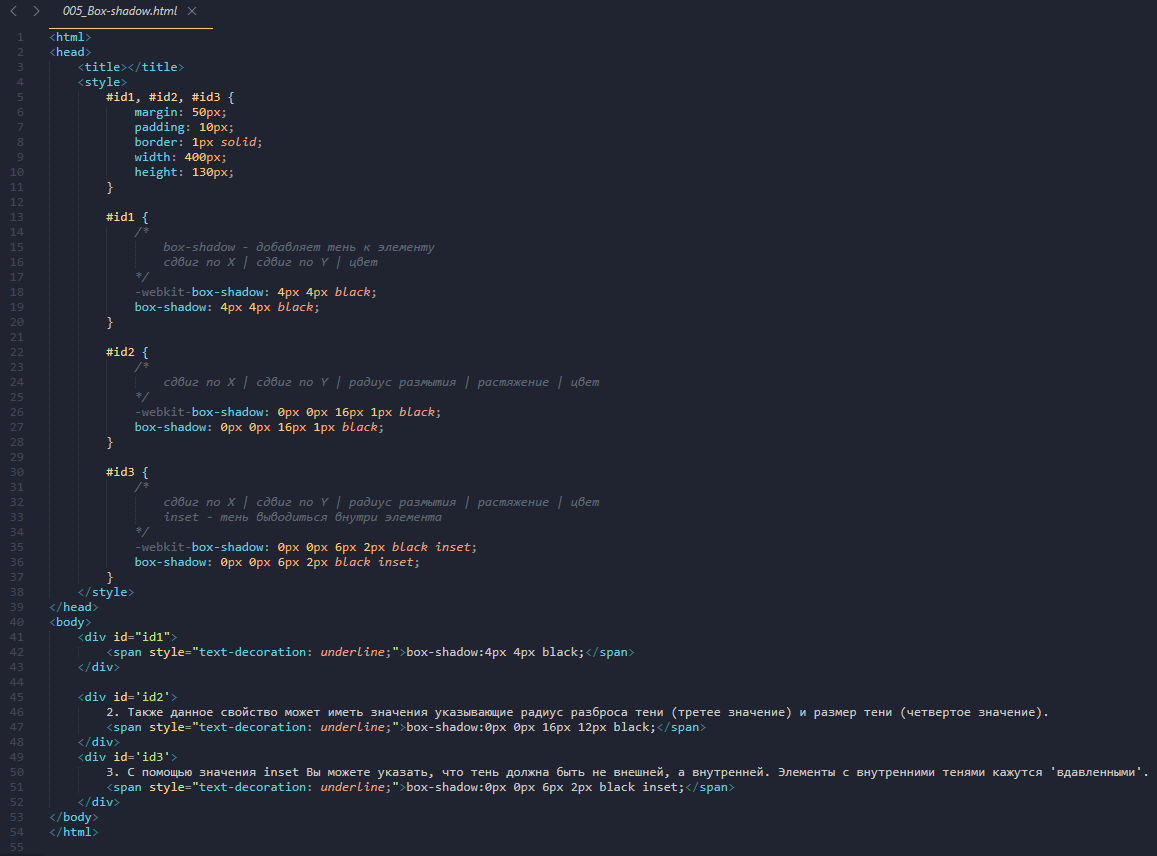 005_Box-shadow.html
1 <html>
2 <head>
3 <title></title>
4 <style>
5 #id1, #id2, #id3 {
6 margin: 50px;
7 padding: 10px;
8 border: 1px solid;
9 width: 400px;
10 height: 130px;
11 }
12
13 #id1 {
14 /*
15 box-shadow - добавляет тень к элементу
16 сдвиг по X | сдвиг по Y | цвет
17 */
18 -webkit-box-shadow: 4px 4px black;
19 box-shadow: 4px 4px black;
20 }
21
22 #id2 {
23 /*
24 сдвиг по X | сдвиг по Y | радиус размытия | растяжение | цвет
25 */
26 -webkit-box-shadow: 0px 0px 16px 1px black;
27 box-shadow: 0px 0px 16px 1px black;
28 }
29
30 #id3 {
31 /*
32 сдвиг по X | сдвиг по Y | радиус размытия | растяжение | цвет
33 inset - тень выводиться внутри элемента
34 */
35 -webkit-box-shadow: 0px 0px 6px 2px black inset;
36 box-shadow: 0px 0px 6px 2px black inset;
37 }
38 </style>
39 </head>
40 <body>
41 <div id="id1">
42 <span style="text-decoration: underline;">box-shadow:4px 4px black;</span>
43 </div>
44
45 <div id='id2'>
46 2. Также данное свойство может иметь значения указывающие радиус разброса тени (третее значение) и размер тени (четвертое значение).
47 <span style="text-decoration: underline;">box-shadow:0px 0px 16px 12px black;</span>
48 </div>
49 <div id='id3'>
50 3. С помощью значения inset Вы можете указать, что тень должна быть не внешней, а внутренней. Элементы с внутренними тенями кажутся 'вдавленными'.
51 <span style="text-decoration: underline;">box-shadow:0px 0px 6px 2px black inset;</span>
52 </div>
53 </body>
54 </html>
55